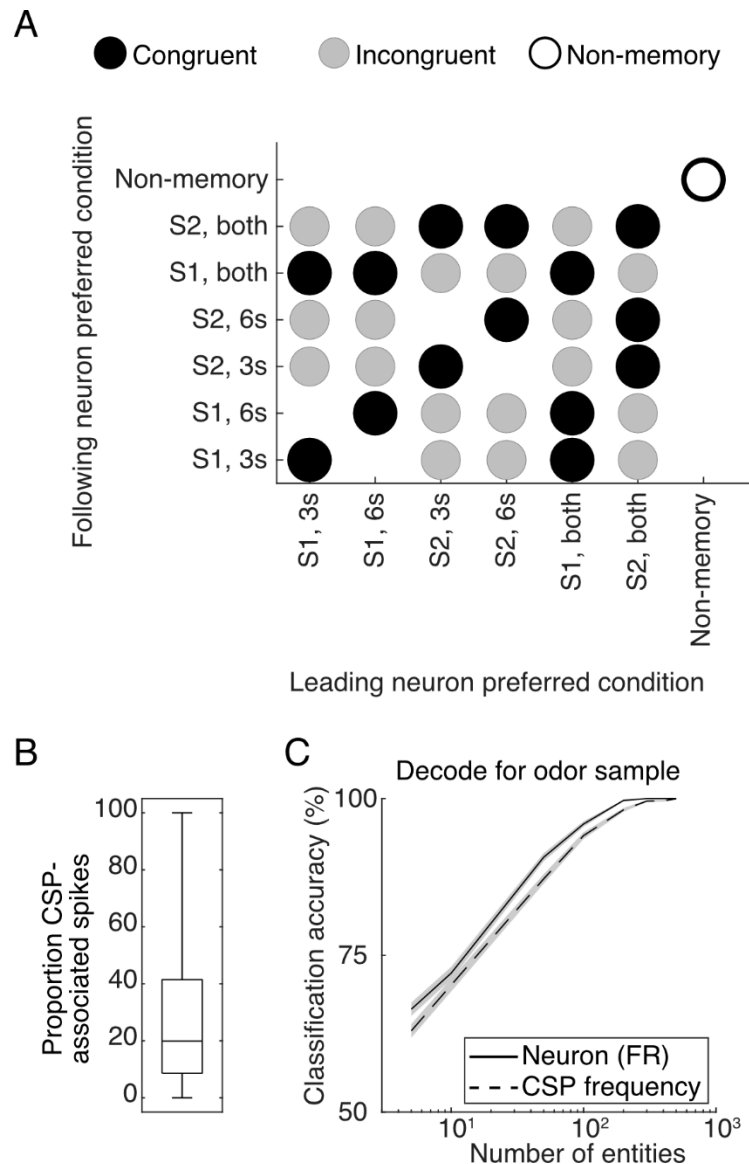 A
Congruent Incongruent Non-memory
Following neuron preferred condition
Non-memory
S2, both
S1, both
S2, 6s
S2, 3s
S1, 6s
S1, 3s
S1, 3s
S1, 6s
S2, 3s
S2, 6s
S1, both
S2, both
Non-memory
Leading neuron preferred condition
B
Proportion CSP-
associated spikes
100
80
60
40
20
0
C
Decode for odor sample
Classification accuracy (%)
100
75
50
Neuron (FR)
CSP frequency
10¹ 10² 10³
Number of entities